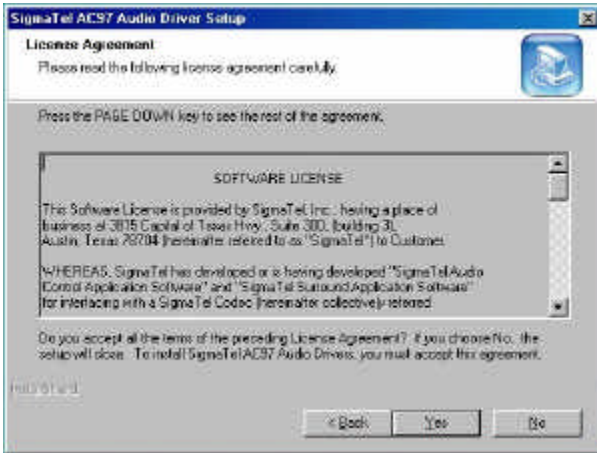 SigmaTel AC97 Audio Driver Setup
License Agreement
Please read the following license agreement carefully.
Press the PAGE DOWN key to see the rest of the agreement.
SOFTWARE LICENSE
This Software License is provided by SigmaTel, Inc., having a place of
business at 3815 Capital of Texas Hwy., Suite 300, (building 3),
Austin, Texas 78704 (hereinafter referred to as "SigmaTel") to Customer.
WHEREAS, SigmaTel has developed or is having developed "SigmaTel Audio
Control Application Software" and "SigmaTel Surround Application Software"
for interfacing with a SigmaTel Codec (hereinafter collectively referred
Do you accept all the terms of the preceding License Agreement? If you choose No, the
setup will close. To install SigmaTel AC97 Audio Drivers, you must accept this agreement.
InstallShield
< Back
Yes
No